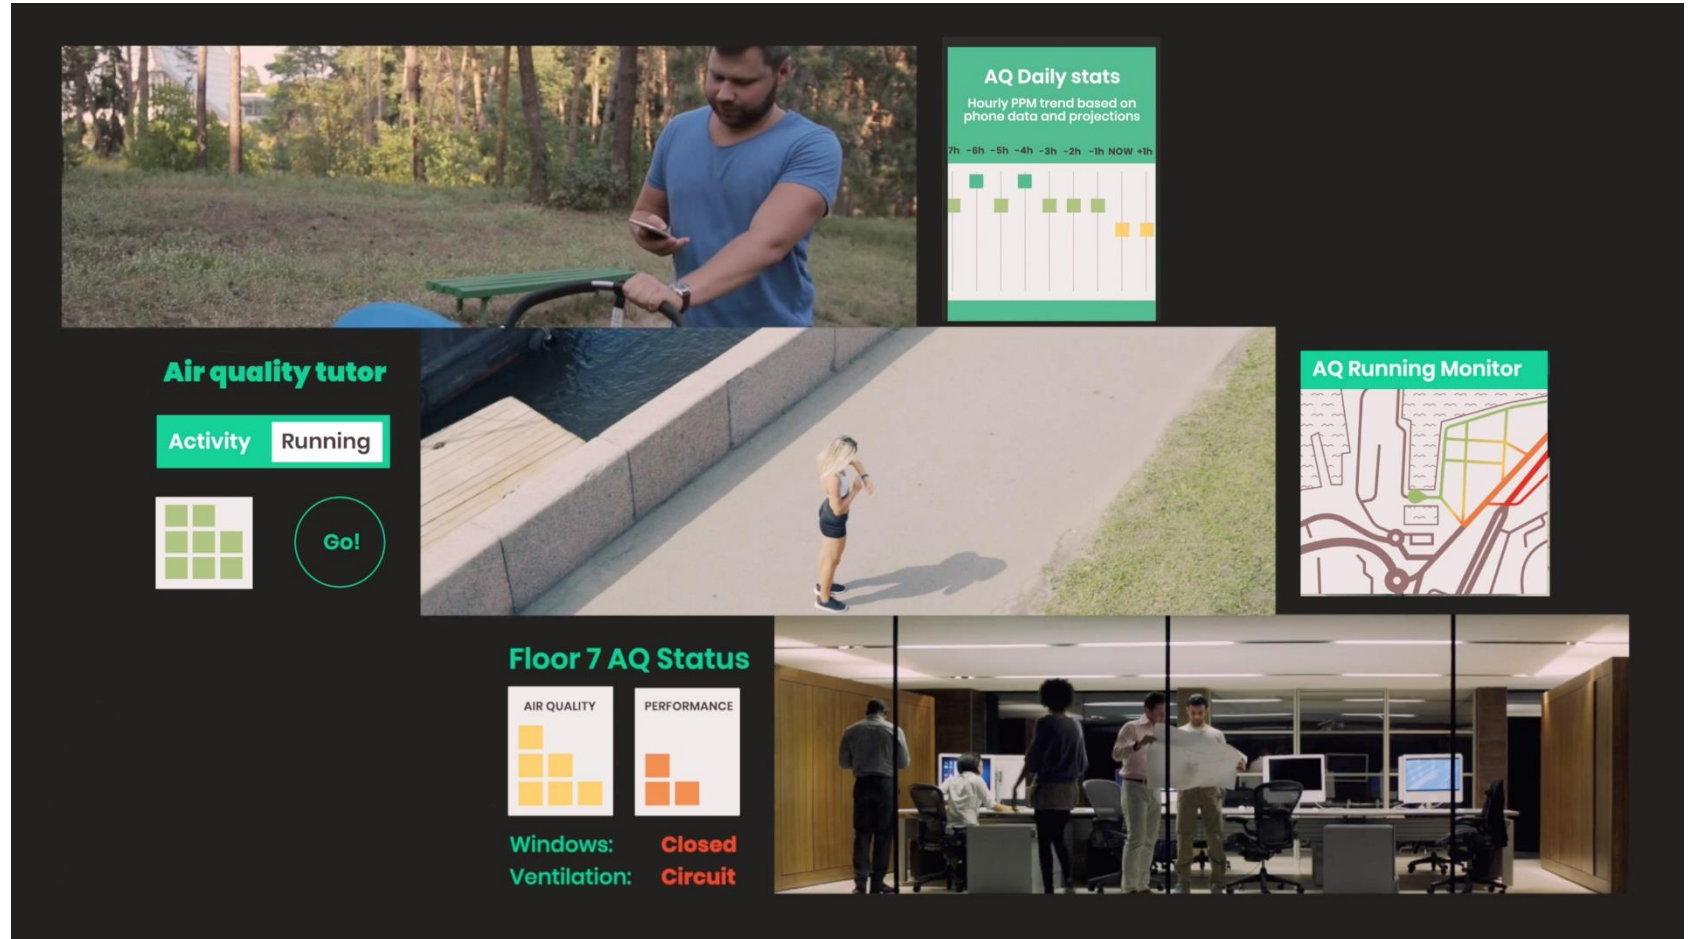 AQ Daily stats
Hourly PPM trend based on
phone data and projections
7h -6h -5h -4h -3h -2h -1h NOW +1h
Air quality tutor
Activity Running
Go!
AQ Running Monitor
Floor 7 AQ Status
AIR QUALITY PERFORMANCE
Windows: Closed
Ventilation: Circuit